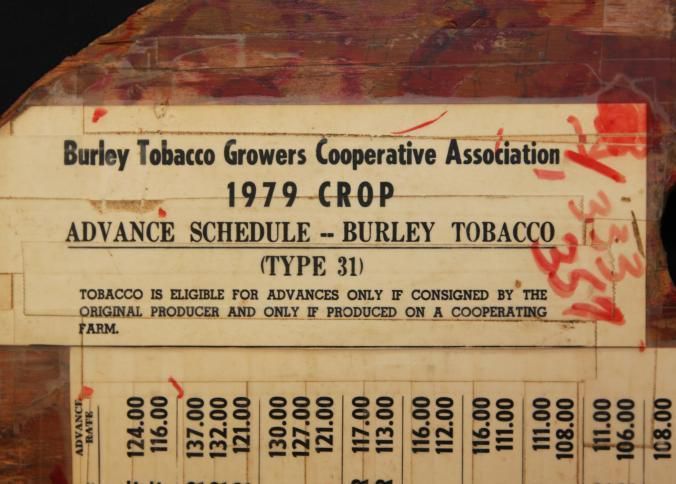 Burley Tobacco Growers Cooperative Association
1979 CROP
ADVANCE SCHEDULE -- BURLEY TOBACCO
(TYPE 31)
TOBACCO IS ELIGIBLE FOR ADVANCES ONLY IF CONSIGNED BY THE
ORIGINAL PRODUCER AND ONLY IF PRODUCED ON A COOPERATING
FARM.
ADVANCE
RATE
124.00
116.00
137.00
132.00
121.00
130.00
127.00
121.00
117.00
113.00
116.00
112.00
116.00
111.00
111.00
108.00
111.00
106.00
108.00